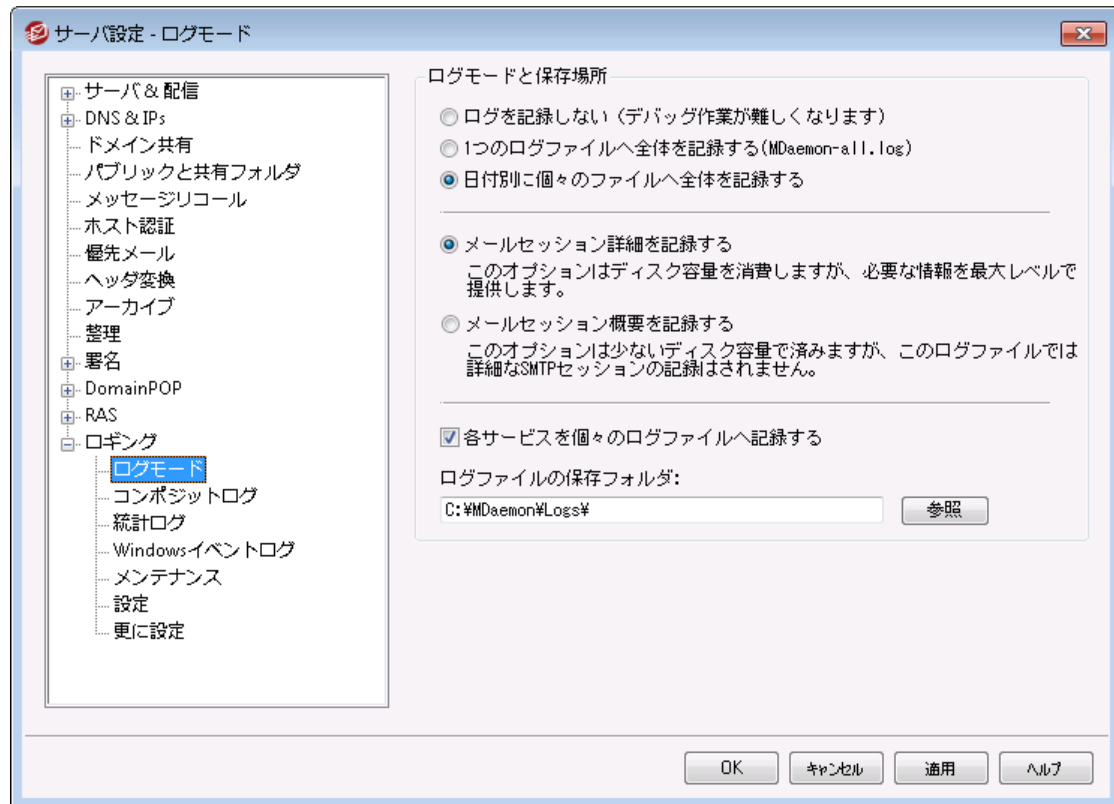 サーバ設定 - ログモード
サーバ & 配信
DNS & IPs
ドメイン共有
パブリックと共有フォルダ
メッセージリコール
ホスト認証
優先メール
ヘッダ変換
アーカイブ
整理
署名
DomainPOP
RAS
ロギング
ログモード
コンポジットログ
統計ログ
Windowsイベントログ
メンテナンス
設定
更に設定
ログモードと保存場所
ログを記録しない（デバッグ作業が難しくなります）
1つのログファイルへ全体を記録する(MDaemon-all.log)
日付別に個々のファイルへ全体を記録する
メールセッション詳細を記録する
このオプションはディスク容量を消費しますが、必要な情報を最大レベルで
提供します。
メールセッション概要を記録する
このオプションは少ないディスク容量で済みますが、このログファイルでは
詳細なSMTPセッションの記録はされません。
各サービスを個々のログファイルへ記録する
ログファイルの保存フォルダ:
C:¥MDaemon¥Logs¥
参照
OK
キャンセル
適用
ヘルプ